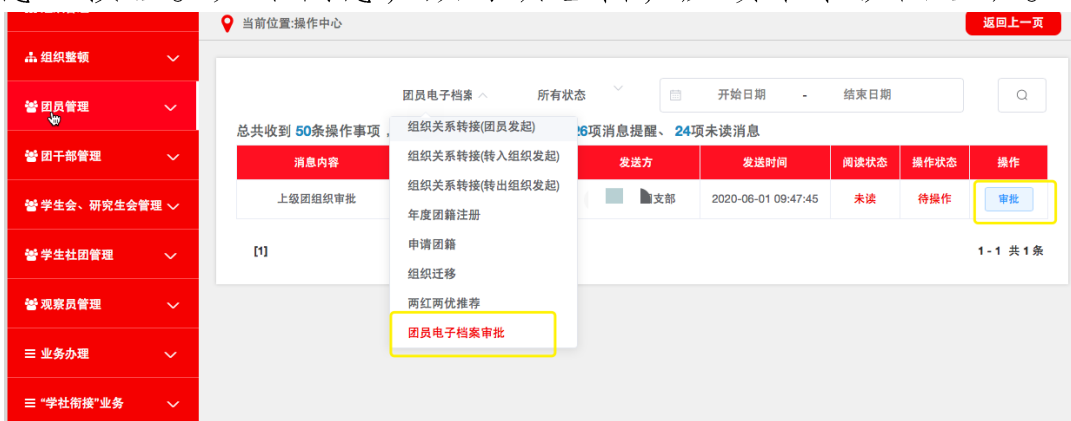 当前位置:操作中心
返回上一页
组织整顿
团员管理
团干部管理
学生会、研究生会管理
学生社团管理
观察员管理
业务办理
“学社衔接”业务
团员电子档案
所有状态
开始日期 - 结束日期
总共收到 50条操作事项
26项消息提醒、 24项未读消息
消息内容 发送方 发送时间 阅读状态 操作状态 操作
上级团组织审批 支部 2020-06-01 09:47:45 未读 待操作 审批
[1]
1 - 1 共 1 条
组织关系转接(团员发起)
组织关系转接(转入组织发起)
组织关系转接(转出组织发起)
年度团籍注册
申请团籍
组织迁移
两红两优推荐
团员电子档案审批